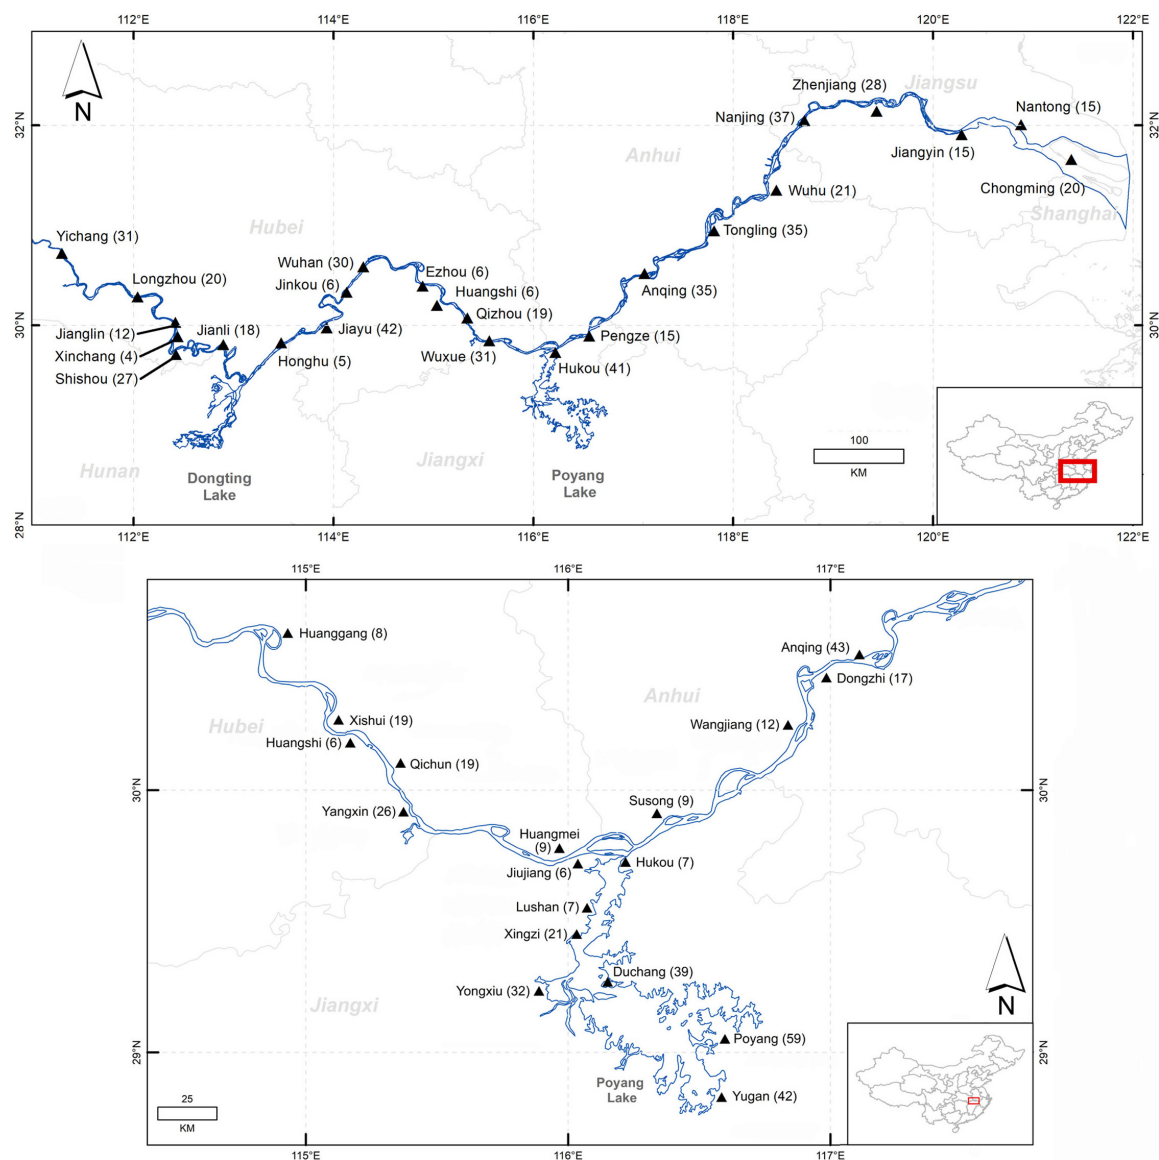 112°E 114°E 116°E 118°E 120°E 122°E
N
Zhenjiang (28)
Jiangsu
32°N
Nanjing (37)
Nantong (15)
32°N
Jiangyin (15)
Anhui
Chongming (20)
Wuhu (21)
Shanghai
Hubei
Tongling (35)
Yichang (31)
Wuhan (30)
Ezhou (6)
Longzhou (20)
Jinkou (6)
Huangshi (6)
Anqing (35)
Qizhou (19)
30°N
Jianglin (12)
Jianli (18)
Jiayu (42)
Pengze (15)
30°N
Xinchang (4)
Honghu (5)
Wuxue (31)
Hukou (41)
Shishou (27)
100
KM
Hunan
Dongting
Lake
Jiangxi
Poyang
Lake
28°N
28°N
112°E 114°E 116°E 118°E 120°E 122°E
115°E 116°E 117°E
Huanggang (8)
Anqing (43)
Dongzhi (17)
Anhui
Hubei
Xishui (19)
Wangjiang (12)
Huangshi (6)
Qichun (19)
30°N
30°N
Susong (9)
Yangxin (26)
Huangmei
(9)
Jiujiang (6)
Hukou (7)
Lushan (7)
Xingzi (21)
Duchang (39)
Yongxiu (32)
N
Jiangxi
Poyang (59)
29°N
29°N
Poyang
Lake
Yugan (42)
25
KM
115°E 116°E 117°E